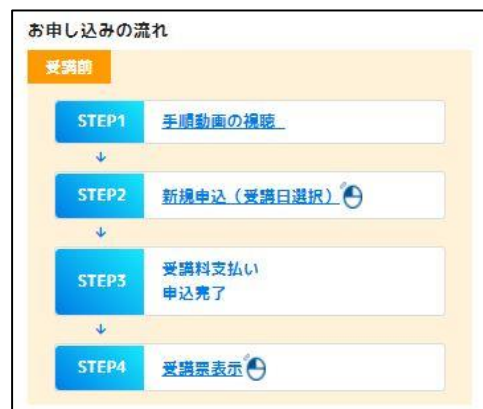 お申し込みの流れ
受講前
STEP1 手順動画の視聴
↓
STEP2 新規申込（受講日選択）
↓
STEP3 受講料支払い
申込完了
↓
STEP4 受講票表示